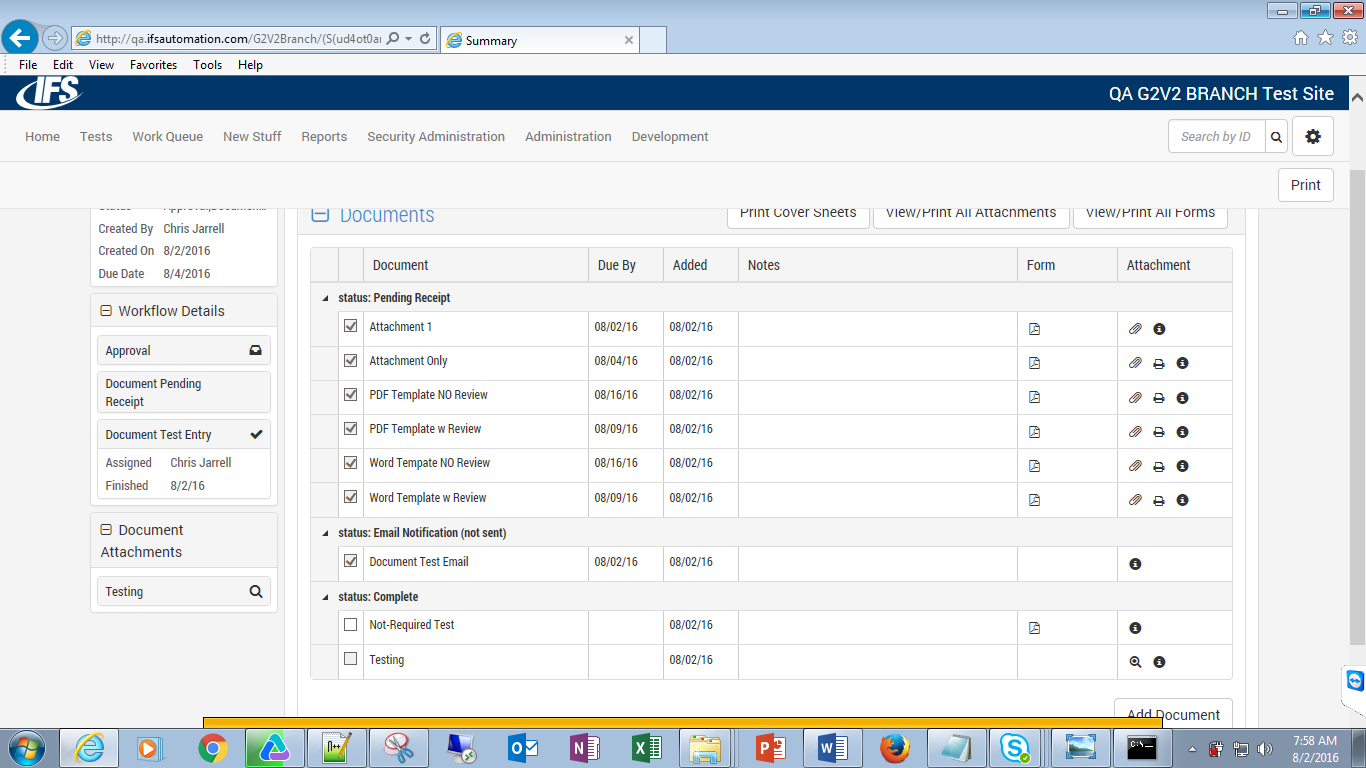 http://qa.ifsautomation.com/G2V2Branch/(S(ud4ot0ar
Summary
File Edit View Favorites Tools Help
IFS
QA G2V2 BRANCH Test Site
Home Tests Work Queue New Stuff Reports Security Administration Administration Development
Search by ID
Print
Created By Chris Jarrell
Created On 8/2/2016
Due Date 8/4/2016
Workflow Details
Approval
Document Pending
Receipt
Document Test Entry
Assigned Chris Jarrell
Finished 8/2/16
Document
Attachments
Testing
Documents
Print Cover Sheets View/Print All Attachments View/Print All Forms
Document Due By Added Notes Form Attachment
status: Pending Receipt
Attachment 1 08/02/16 08/02/16
Attachment Only 08/04/16 08/02/16
PDF Template NO Review 08/16/16 08/02/16
PDF Template w Review 08/09/16 08/02/16
Word Tempate NO Review 08/16/16 08/02/16
Word Template w Review 08/09/16 08/02/16
status: Email Notification (not sent)
Document Test Email 08/02/16 08/02/16
status: Complete
Not-Required Test 08/02/16
Testing 08/02/16
Add Document
7:58 AM
8/2/2016